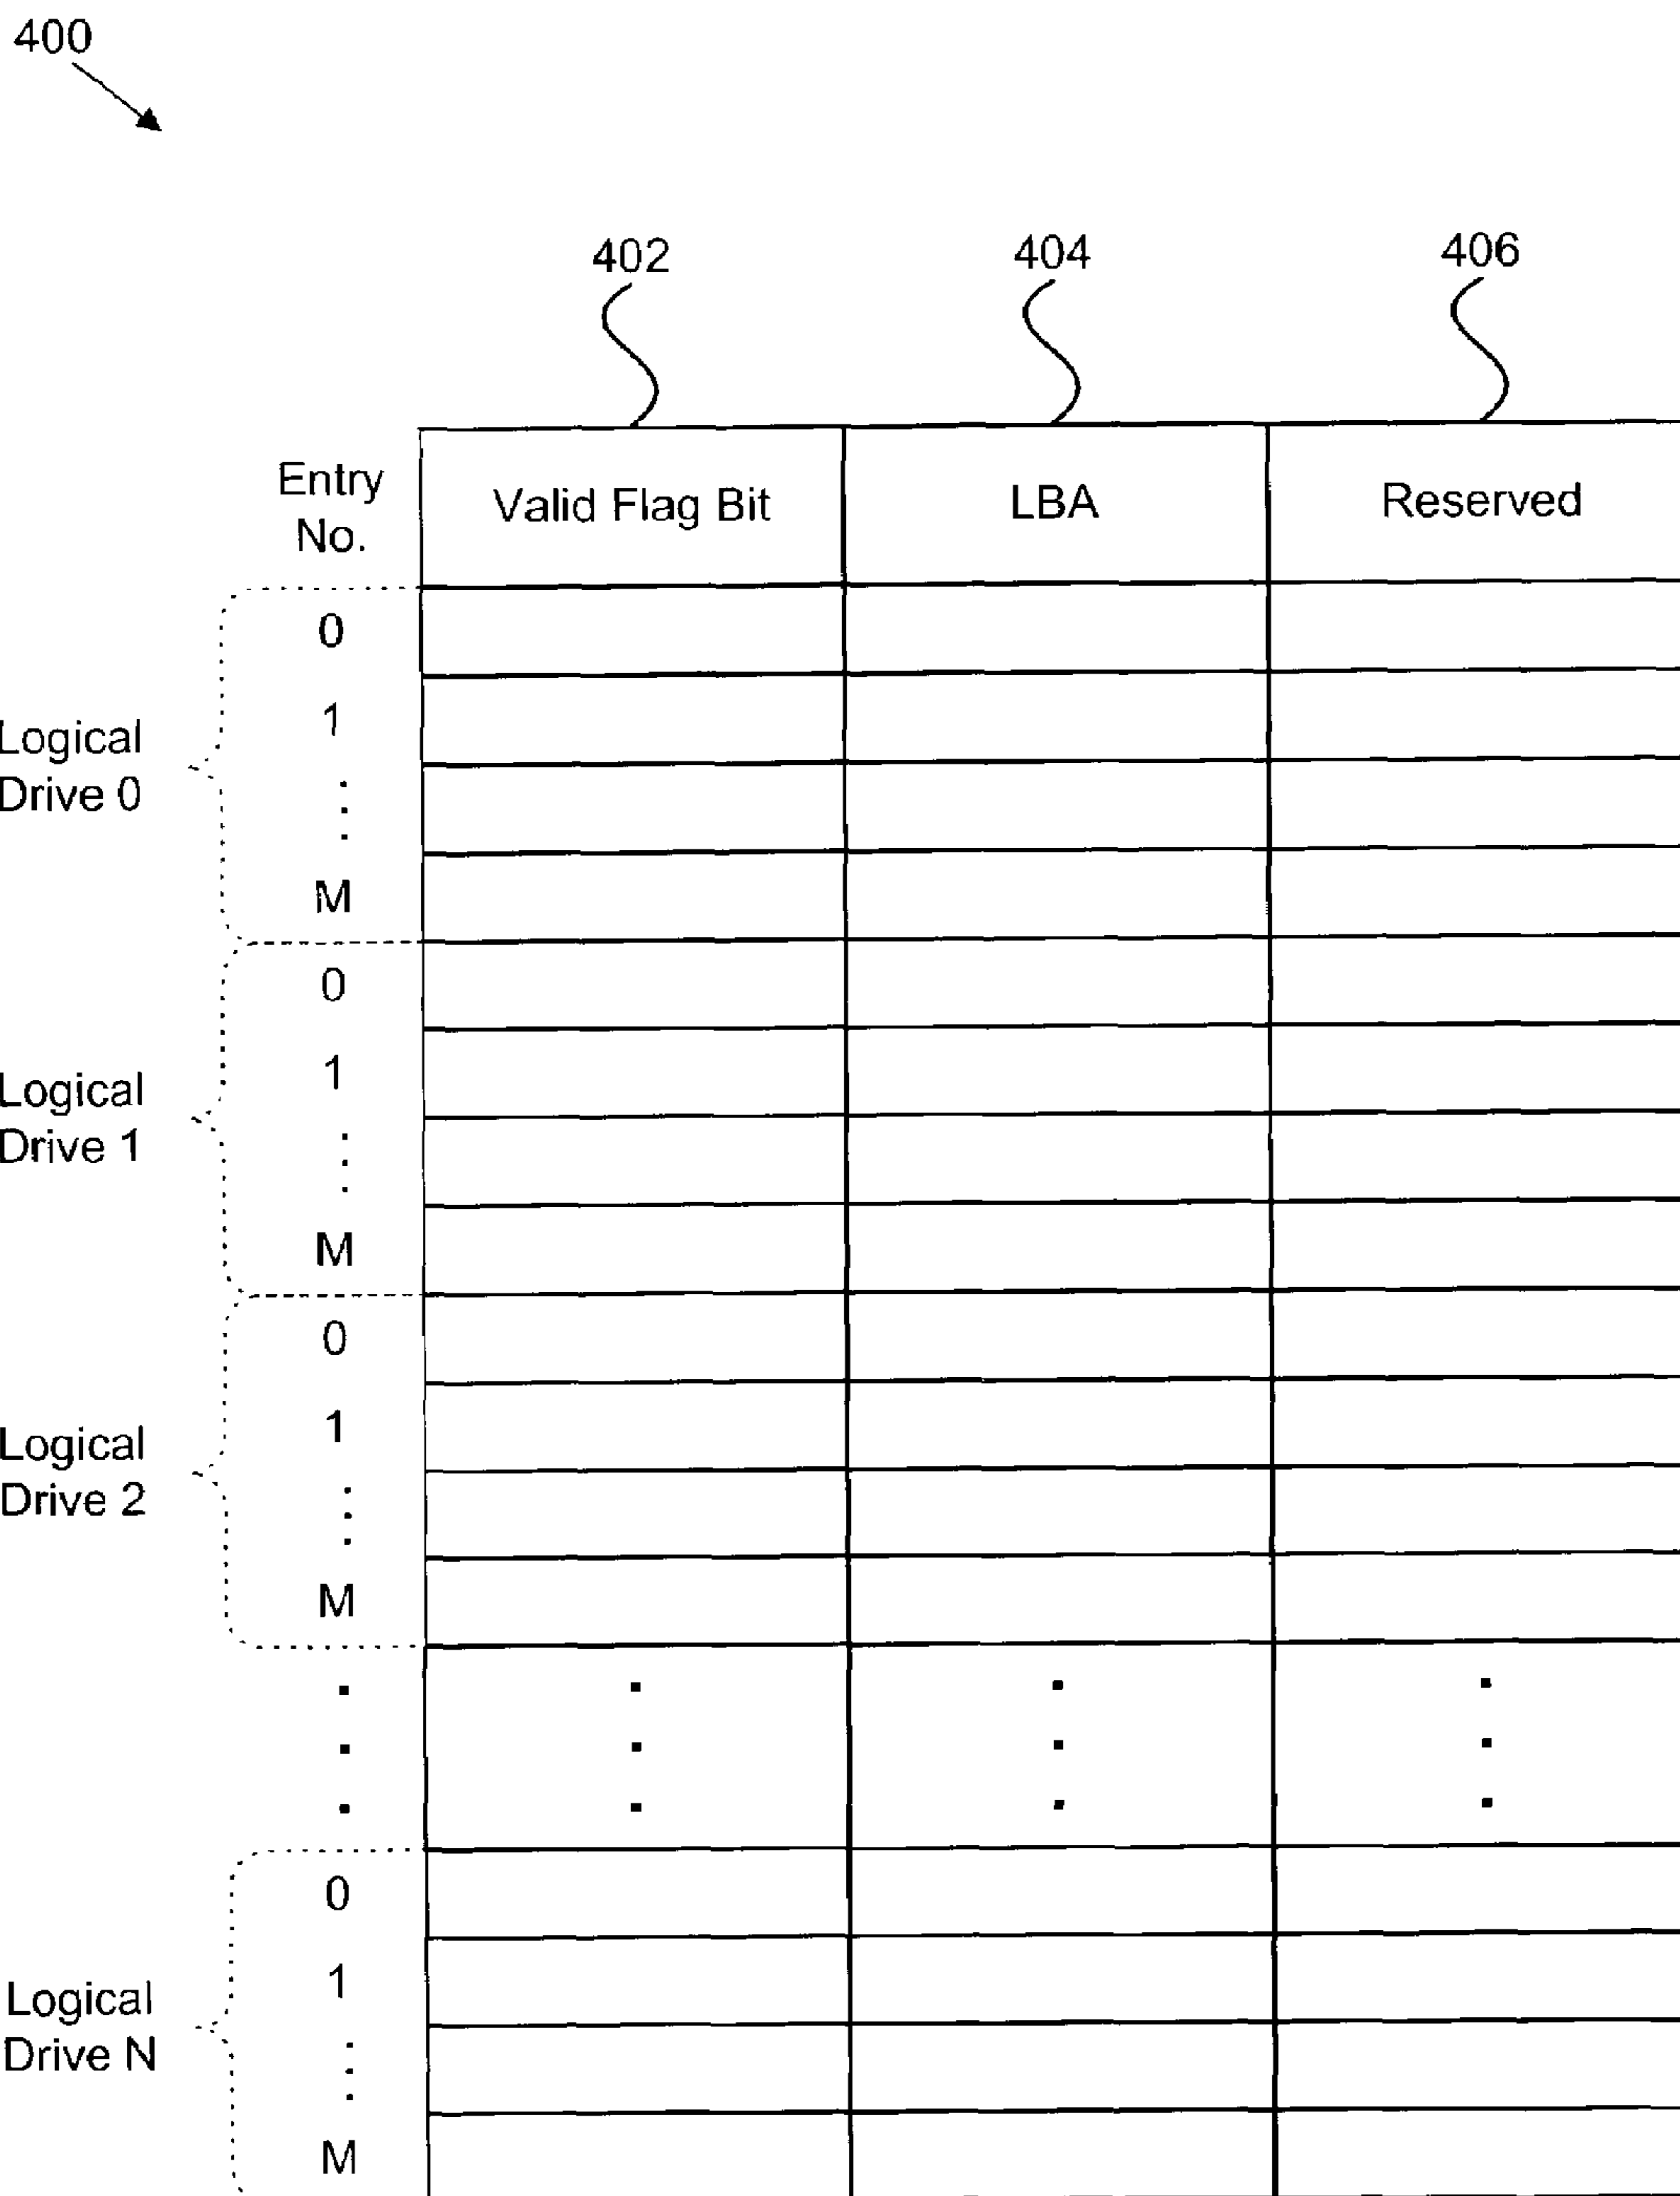 400
402 404 406
Entry No. Valid Flag Bit LBA Reserved
Logical Drive 0
0
1
⋮
M
Logical Drive 1
0
1
⋮
M
Logical Drive 2
0
1
⋮
M
⋮ ⋮ ⋮ ⋮
Logical Drive N
0
1
⋮
M